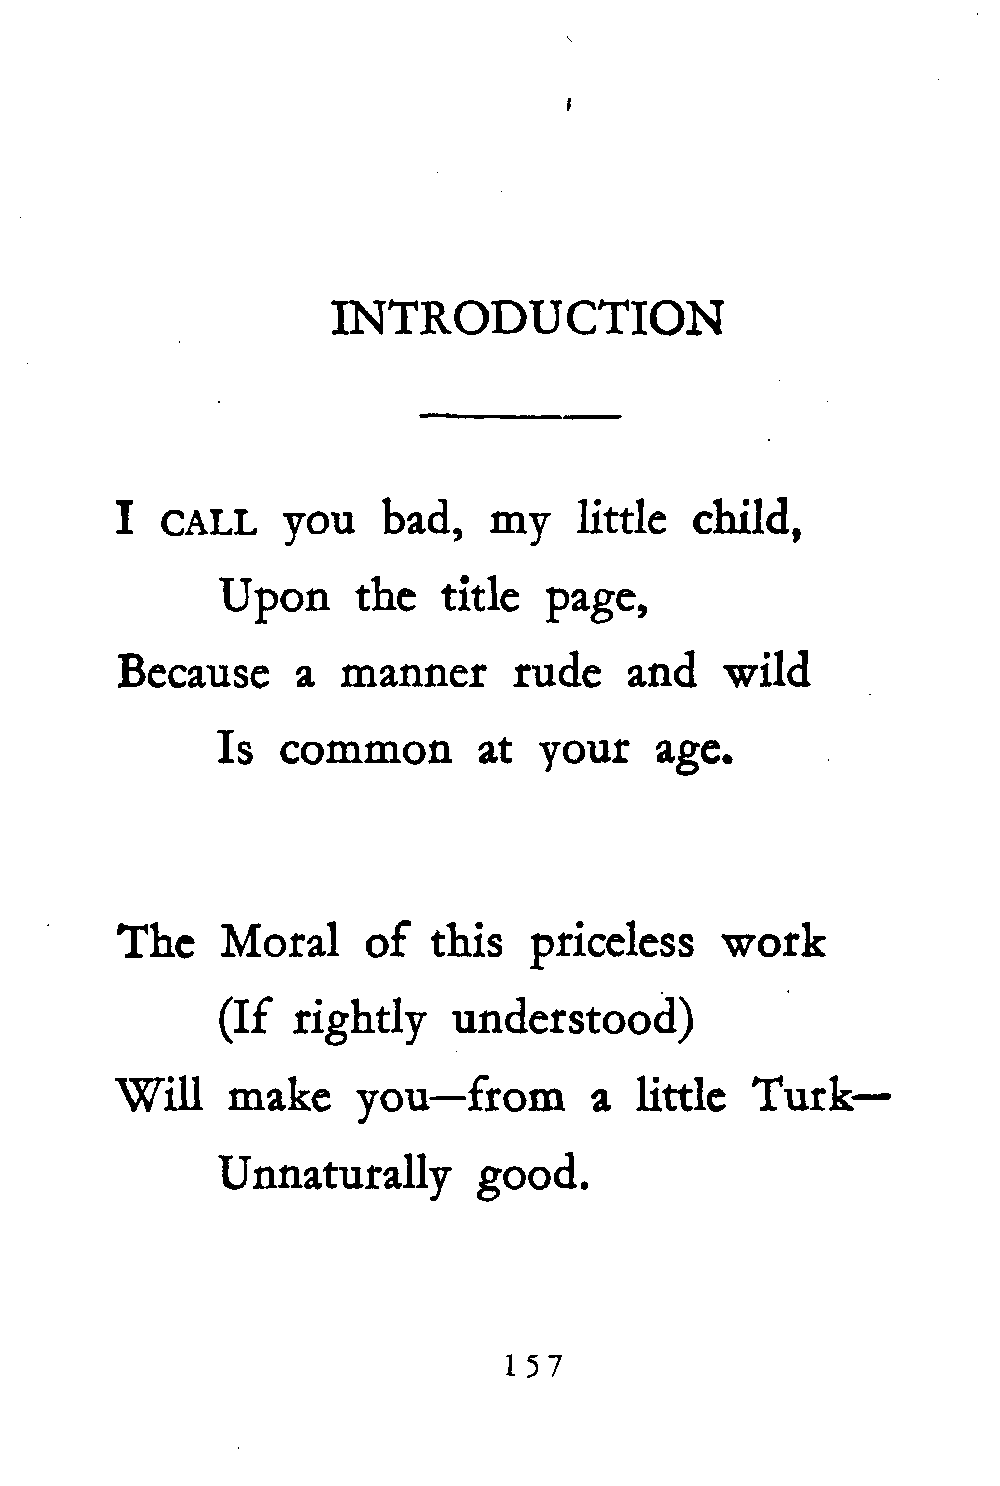 INTRODUCTION
I CALL you bad, my little child,
Upon the title page,
Because a manner rude and wild
Is common at your age.
The Moral of this priceless work
(If rightly understood)
Will make you—from a little Turk—
Unnaturally good.
157